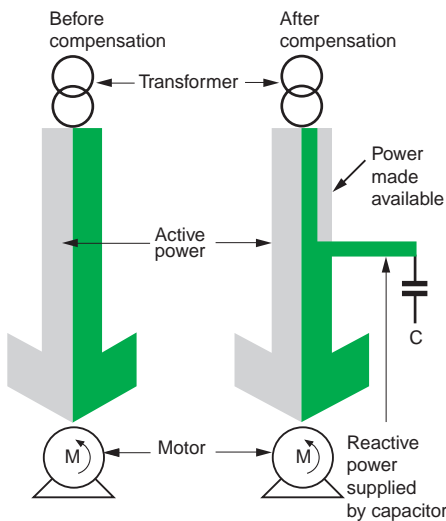 Before
compensation
After
compensation
Transformer
Power
made
available
Active
power
C
Motor
M
M
Reactive
power
supplied
by capacitor